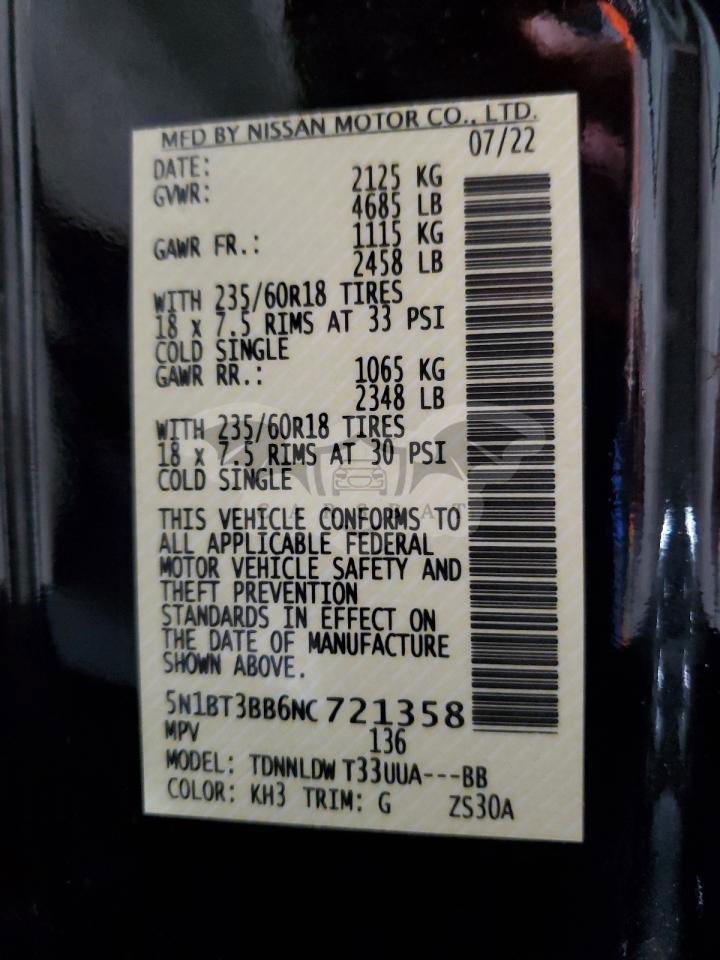 MFD BY NISSAN MOTOR CO., LTD.
DATE: 07/22
GVWR: 2125 KG
4685 LB
GAWR FR.: 1115 KG
2458 LB
WITH 235/60R18 TIRES
18 x 7.5 RIMS AT 33 PSI
COLD SINGLE
GAWR RR.: 1065 KG
2348 LB
WITH 235/60R18 TIRES
18 x 7.5 RIMS AT 30 PSI
COLD SINGLE
CARSBAT
THIS VEHICLE CONFORMS TO
ALL APPLICABLE FEDERAL
MOTOR VEHICLE SAFETY AND
THEFT PREVENTION
STANDARDS IN EFFECT ON
THE DATE OF MANUFACTURE
SHOWN ABOVE.
5N1BT3BB6NC 721358
MPV 136
MODEL: TDNNLDW T33UUA---BB
COLOR: KH3 TRIM: G ZS30A